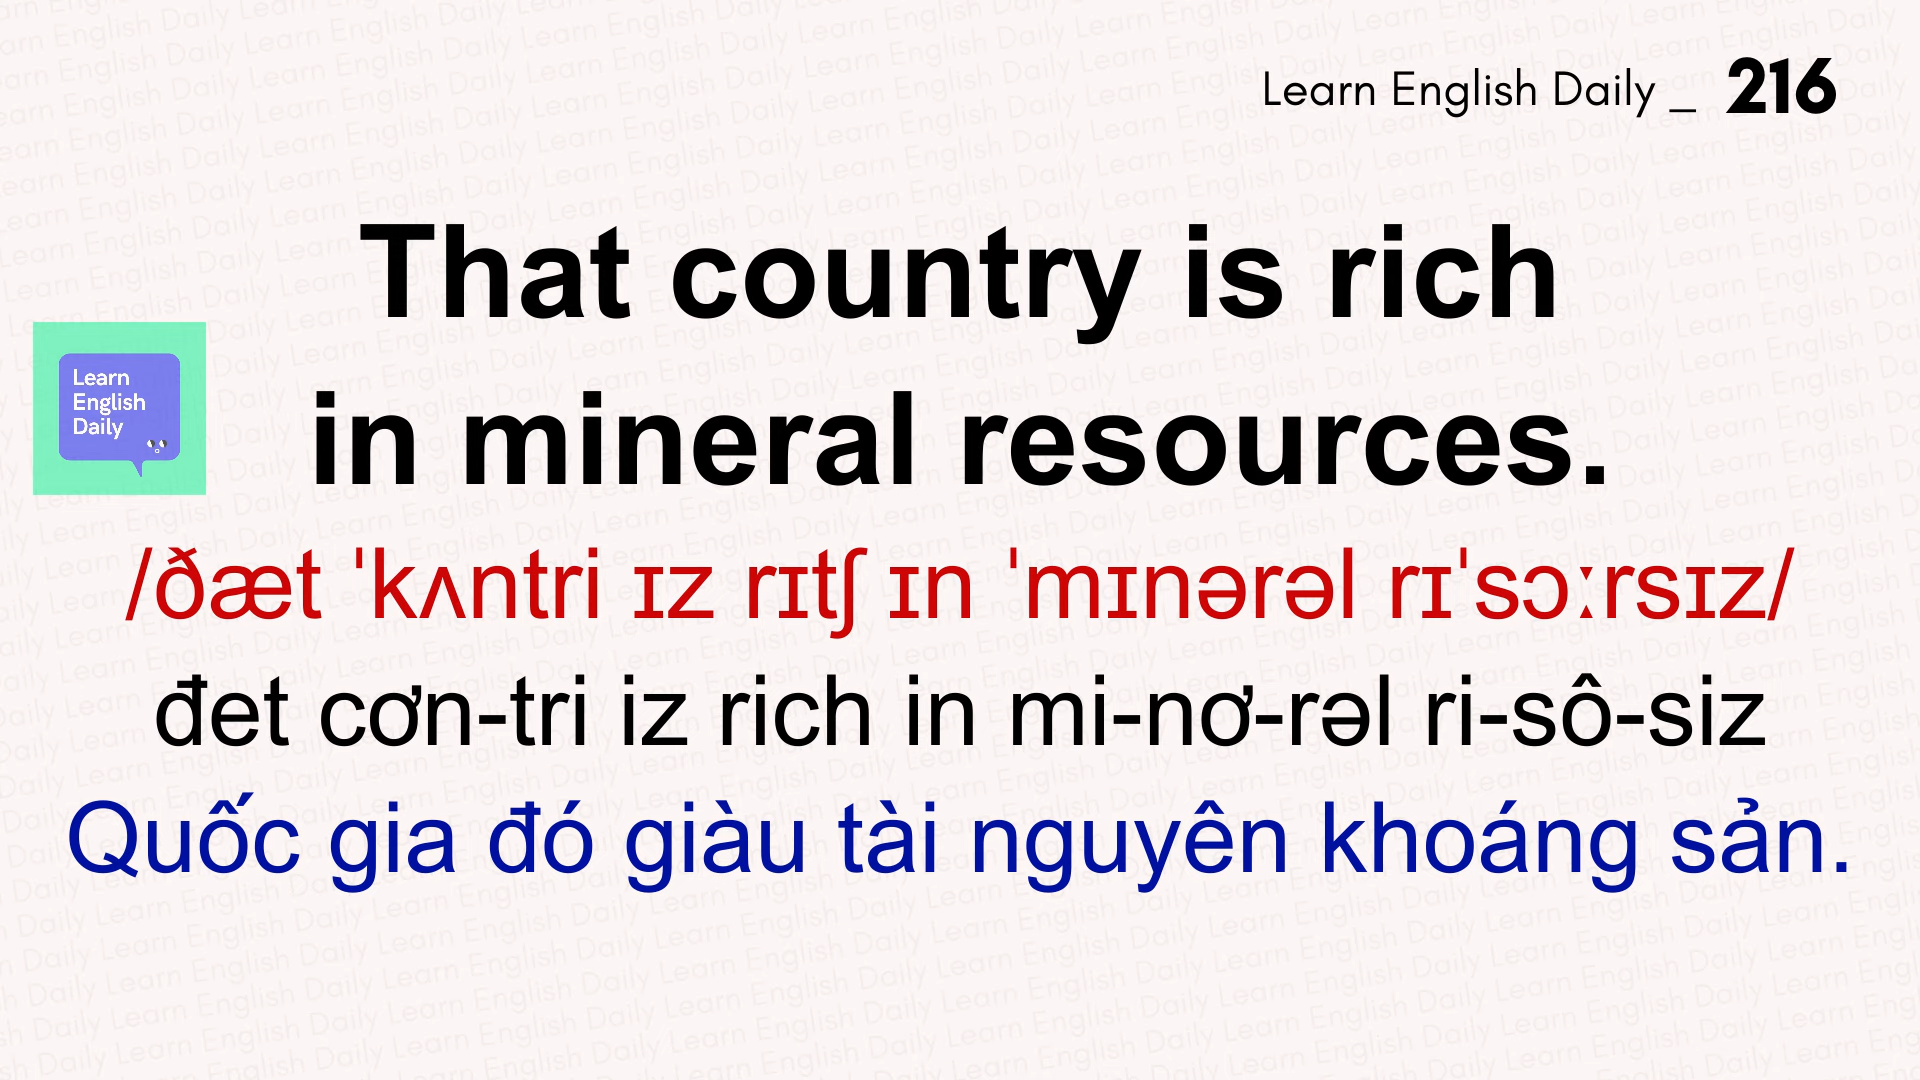 Learn English Daily _ 216
That country is rich
in mineral resources.
Learn
English
Daily
/ðæt ˈkʌntri ɪz rɪtʃ ɪn ˈmɪnərəl rɪˈsɔːrsɪz/
đet cơn-tri iz rich in mi-nơ-rəl ri-sô-siz
Quốc gia đó giàu tài nguyên khoáng sản.